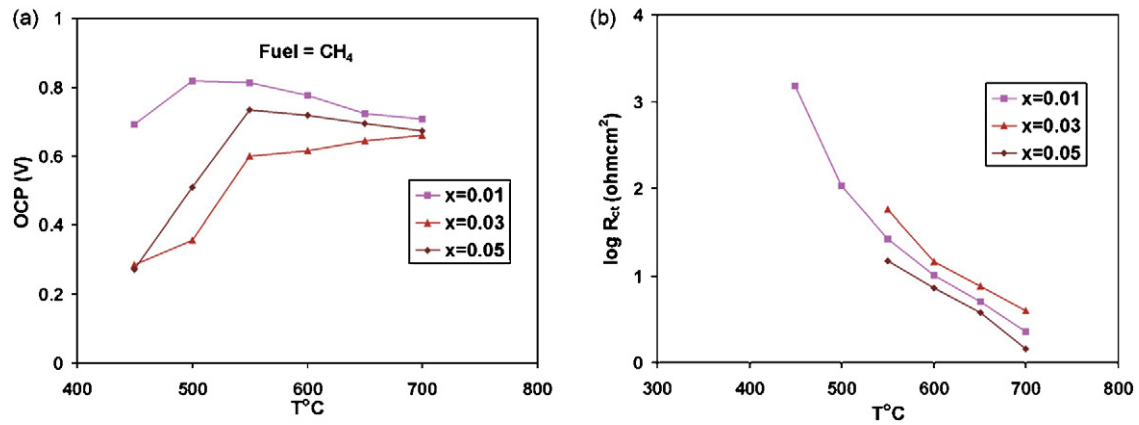 (a)
1
0.8
0.6
0.4
0.2
0
OCP (V)
Fuel = CH₄
x=0.01
x=0.03
x=0.05
400 500 600 700 800
T°C
(b)
4
3
2
1
0
log R_ct (ohmcm²)
x=0.01
x=0.03
x=0.05
300 400 500 600 700 800
T°C